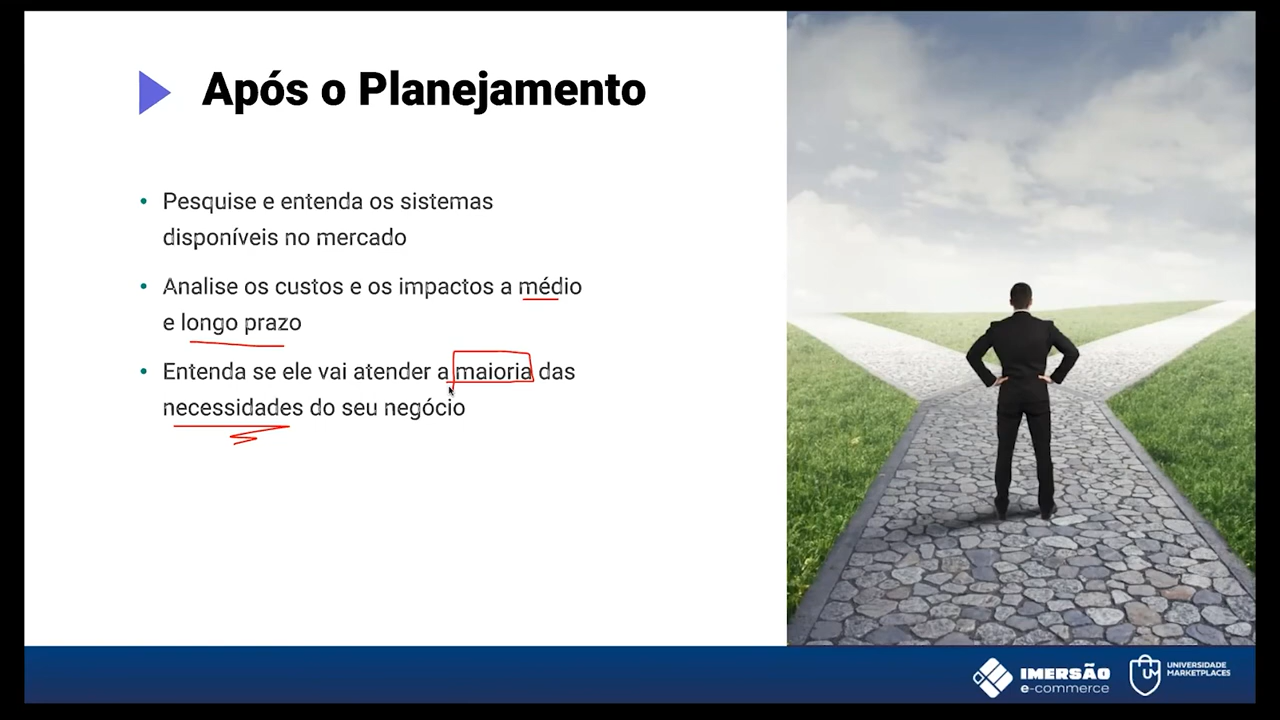 Após o Planejamento
• Pesquise e entenda os sistemas
disponíveis no mercado
• Analise os custos e os impactos a médio
e longo prazo
• Entenda se ele vai atender a maioria das
necessidades do seu negócio
IMERSÃO
e-commerce
UM
UNIVERSIDADE
MARKETPLACES